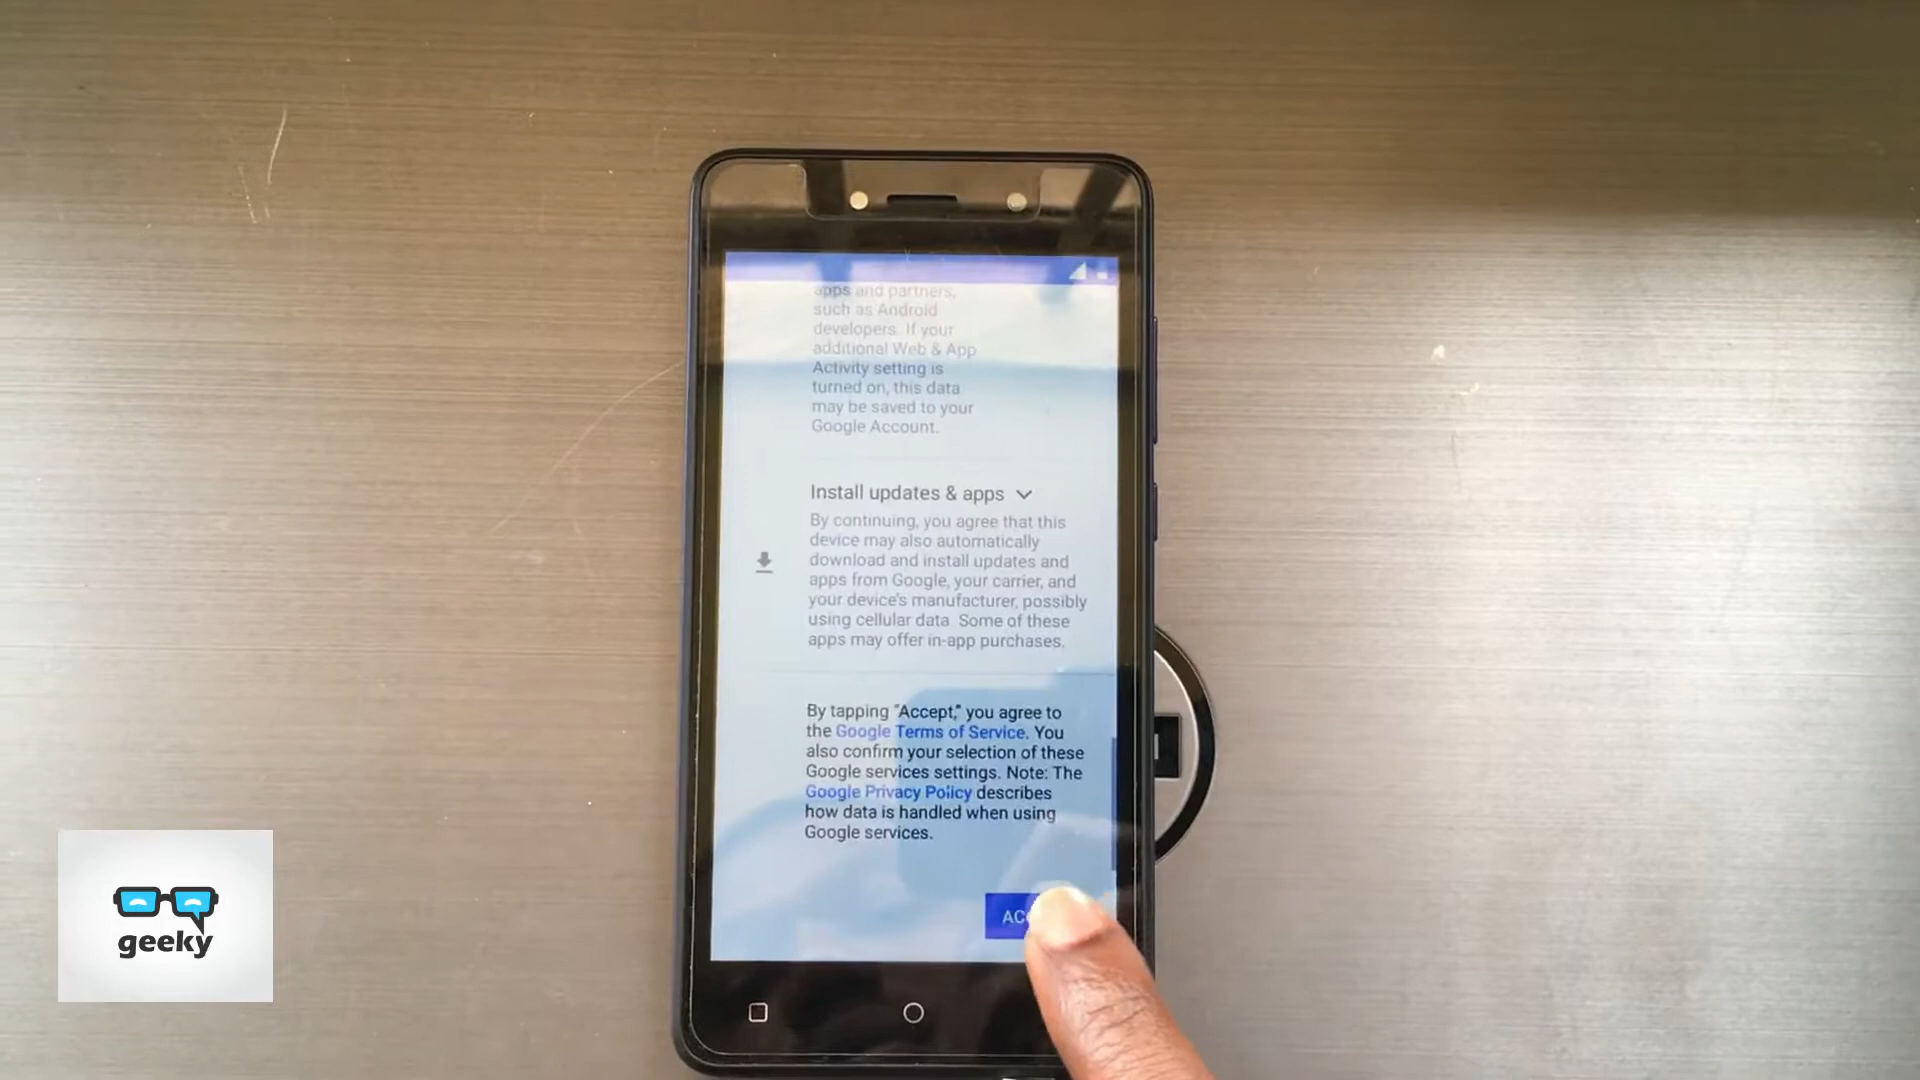 apps and partners,
such as Android
developers. If your
additional Web & App
Activity setting is
turned on, this data
may be saved to your
Google Account.
Install updates & apps
By continuing, you agree that this
device may also automatically
download and install updates and
apps from Google, your carrier, and
your device's manufacturer, possibly
using cellular data. Some of these
apps may offer in-app purchases.
By tapping "Accept," you agree to
the Google Terms of Service. You
also confirm your selection of these
Google services settings. Note: The
Google Privacy Policy describes
how data is handled when using
Google services.
geeky